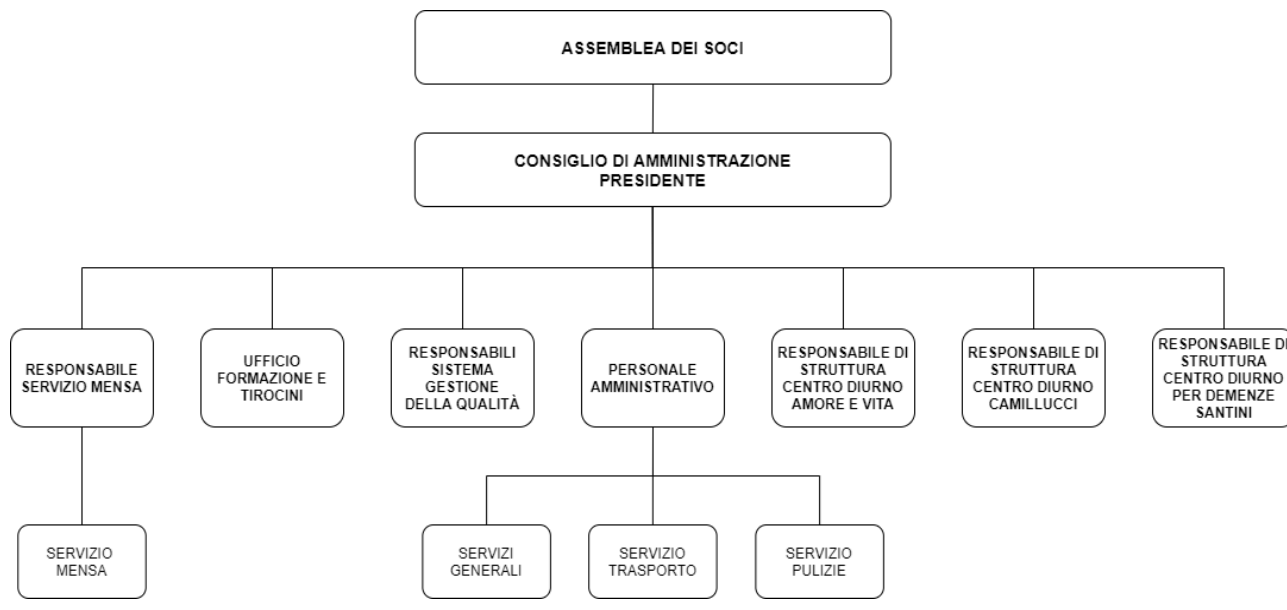 ASSEMBLEA DEI SOCI
CONSIGLIO DI AMMINISTRAZIONE
PRESIDENTE
RESPONSABILE
SERVIZIO MENSA
UFFICIO
FORMAZIONE E
TIROCINI
RESPONSABILI
SISTEMA
GESTIONE
DELLA QUALITÀ
PERSONALE
AMMINISTRATIVO
RESPONSABILE DI
STRUTTURA
CENTRO DIURNO
AMORE E VITA
RESPONSABILE DI
STRUTTURA
CENTRO DIURNO
CAMILLUCCI
RESPONSABILE DI
STRUTTURA
CENTRO DIURNO
PER DEMENZE
SANTINI
SERVIZIO
MENSA
SERVIZI
GENERALI
SERVIZIO
TRASPORTO
SERVIZIO
PULIZIE